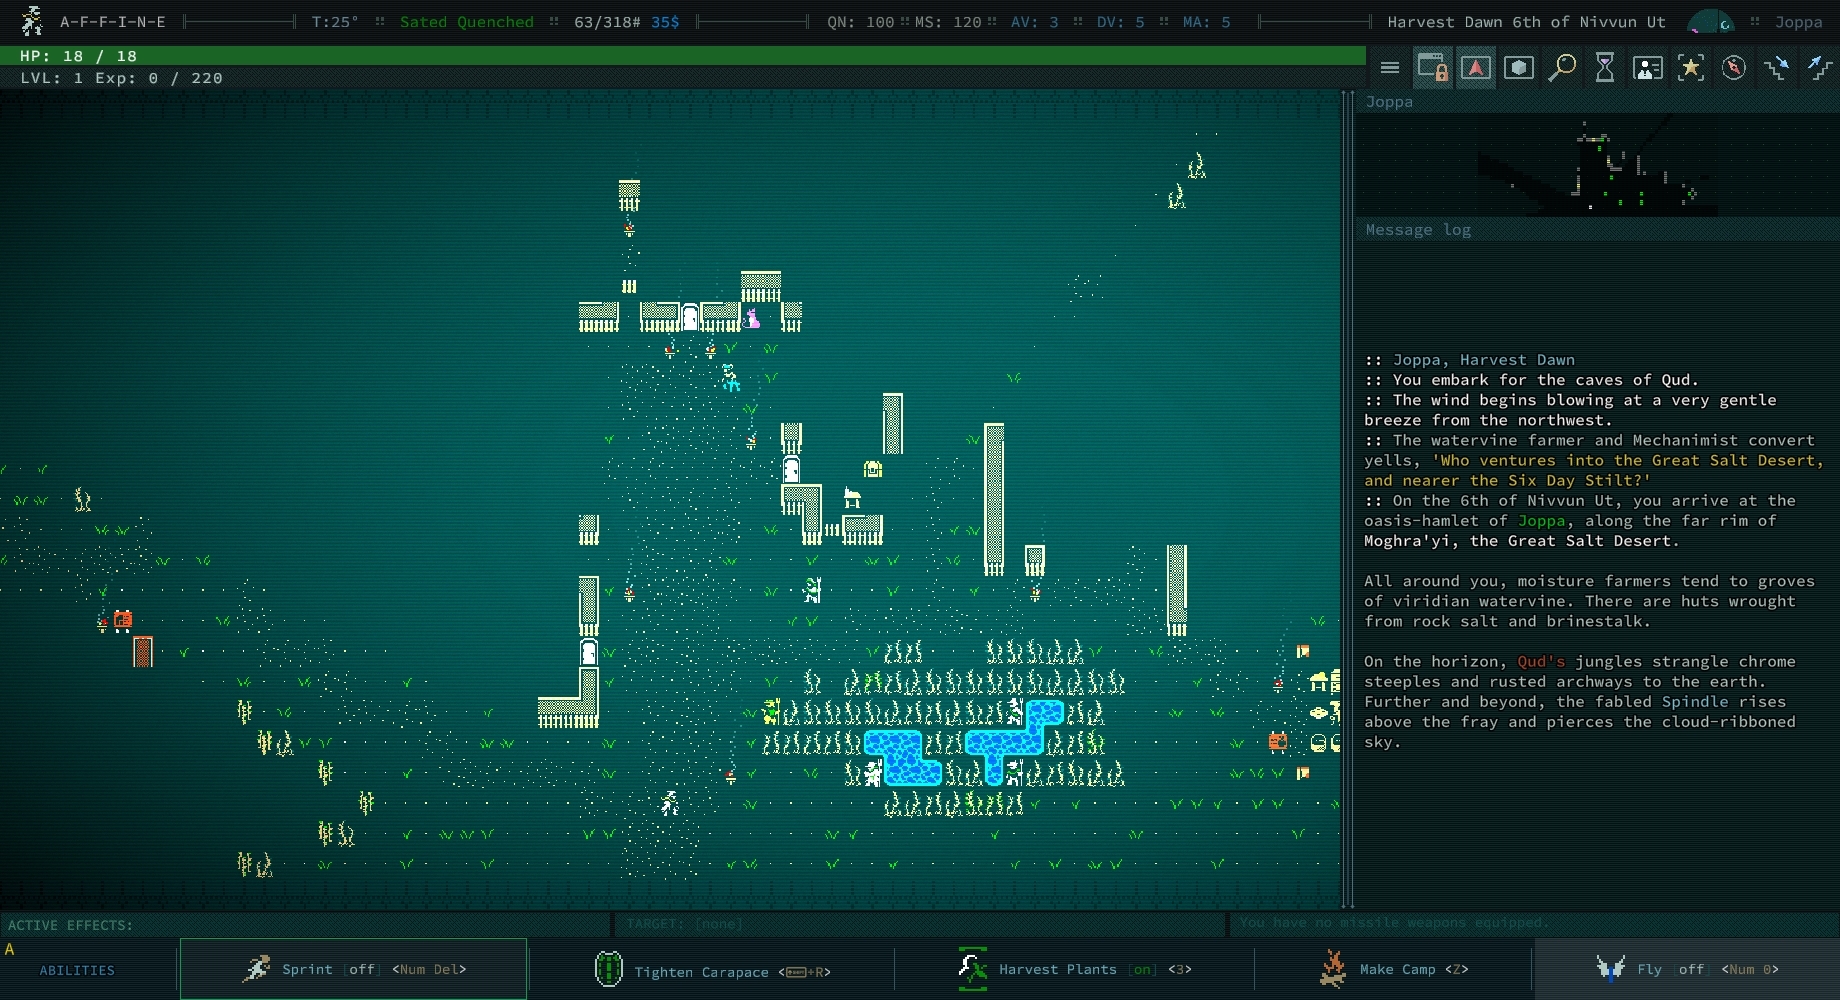 A-F-F-I-N-E T:25° :: Sated Quenched :: 63/318# 35$ QN: 100 :: MS: 120 :: AV: 3 :: DV: 5 :: MA: 5 Harvest Dawn 6th of Nivvun Ut :: Joppa
HP: 18 / 18
LVL: 1 Exp: 0 / 220
Joppa
Message log
:: Joppa, Harvest Dawn
:: You embark for the caves of Qud.
:: The wind begins blowing at a very gentle
breeze from the northwest.
:: The watervine farmer and Mechanimist convert
yells, 'Who ventures into the Great Salt Desert,
and nearer the Six Day Stilt?'
:: On the 6th of Nivvun Ut, you arrive at the
oasis-hamlet of Joppa, along the far rim of
Moghra'yi, the Great Salt Desert.
All around you, moisture farmers tend to groves
of viridian watervine. There are huts wrought
from rock salt and brinestalk.
On the horizon, Qud's jungles strangle chrome
steeples and rusted archways to the earth.
Further and beyond, the fabled Spindle rises
above the fray and pierces the cloud-ribboned
sky.
ACTIVE EFFECTS: TARGET: [none] You have no missile weapons equipped.
A
ABILITIES Sprint [off] <Num Del> Tighten Carapace <+R> Harvest Plants [on] <3> Make Camp <Z> Fly [off] <Num 0>